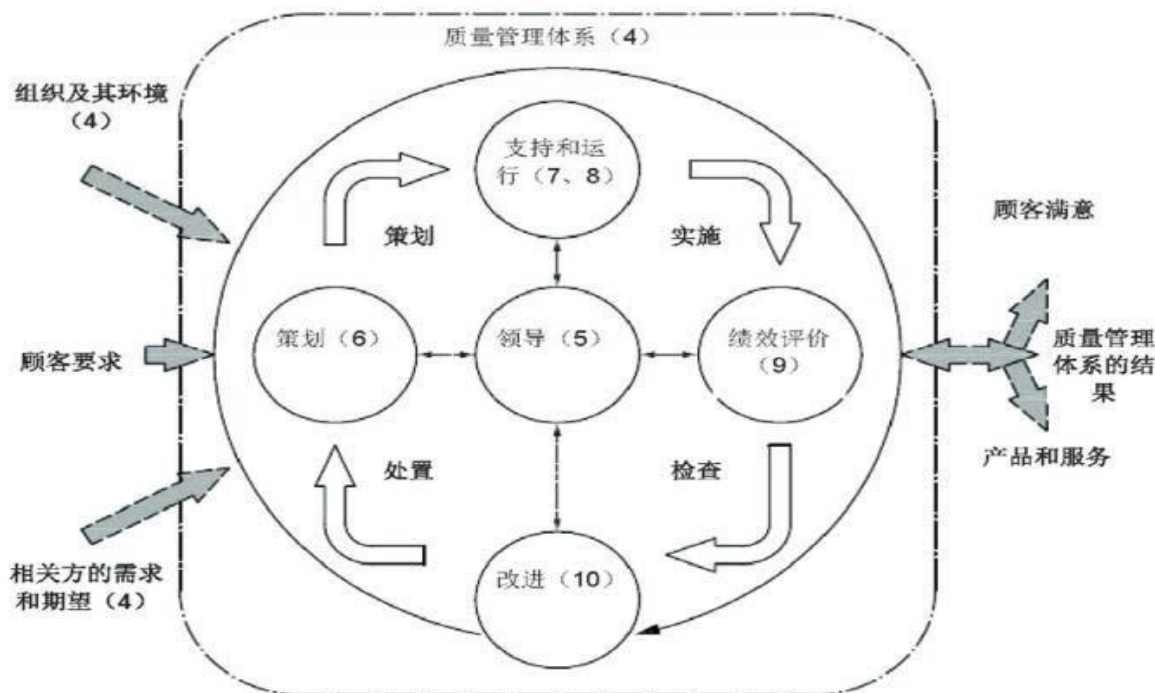 质量管理体系（4）
组织及其环境
（4）
支持和运
行（7、8）
顾客满意
策划
实施
顾客要求
策划（6）
领导（5）
绩效评价
（9）
质量管理
体系的结
果
处置
检查
产品和服务
相关方的需求
和期望（4）
改进（10）